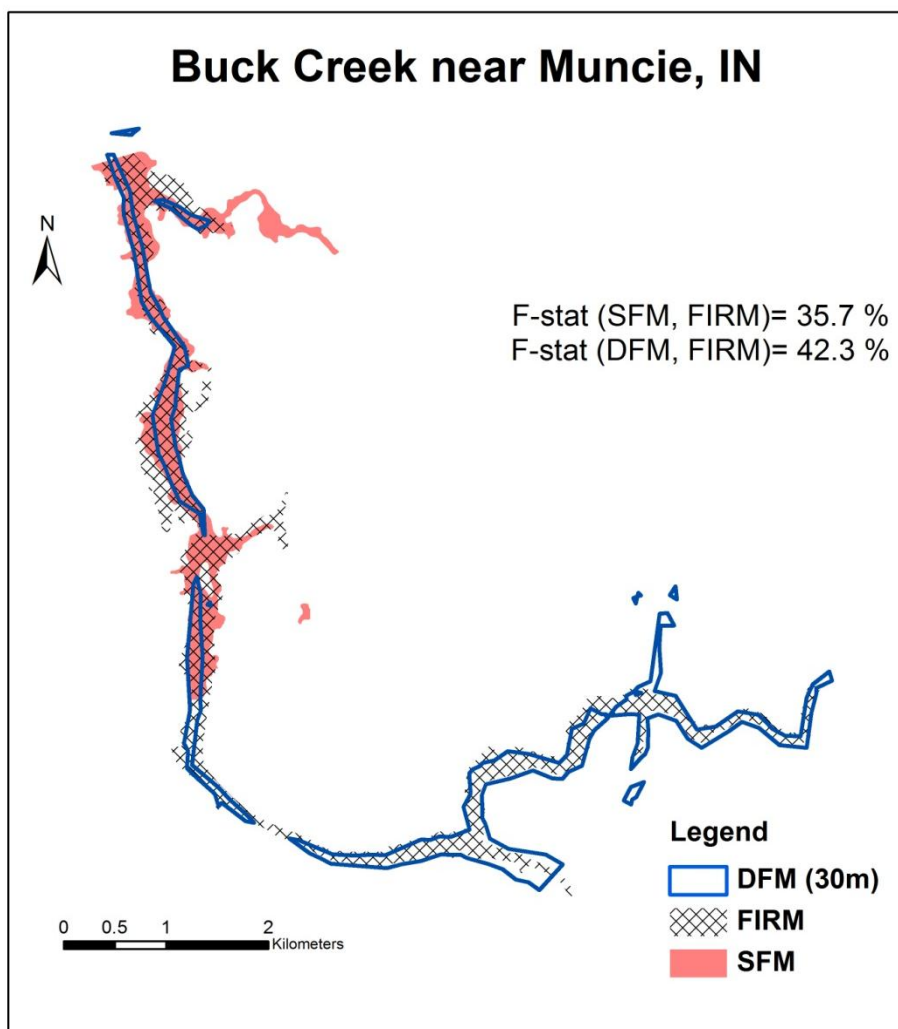 Buck Creek near Muncie, IN
N
F-stat (SFM, FIRM)= 35.7 %
F-stat (DFM, FIRM)= 42.3 %
Legend
DFM (30m)
FIRM
SFM
0 0.5 1 2
Kilometers